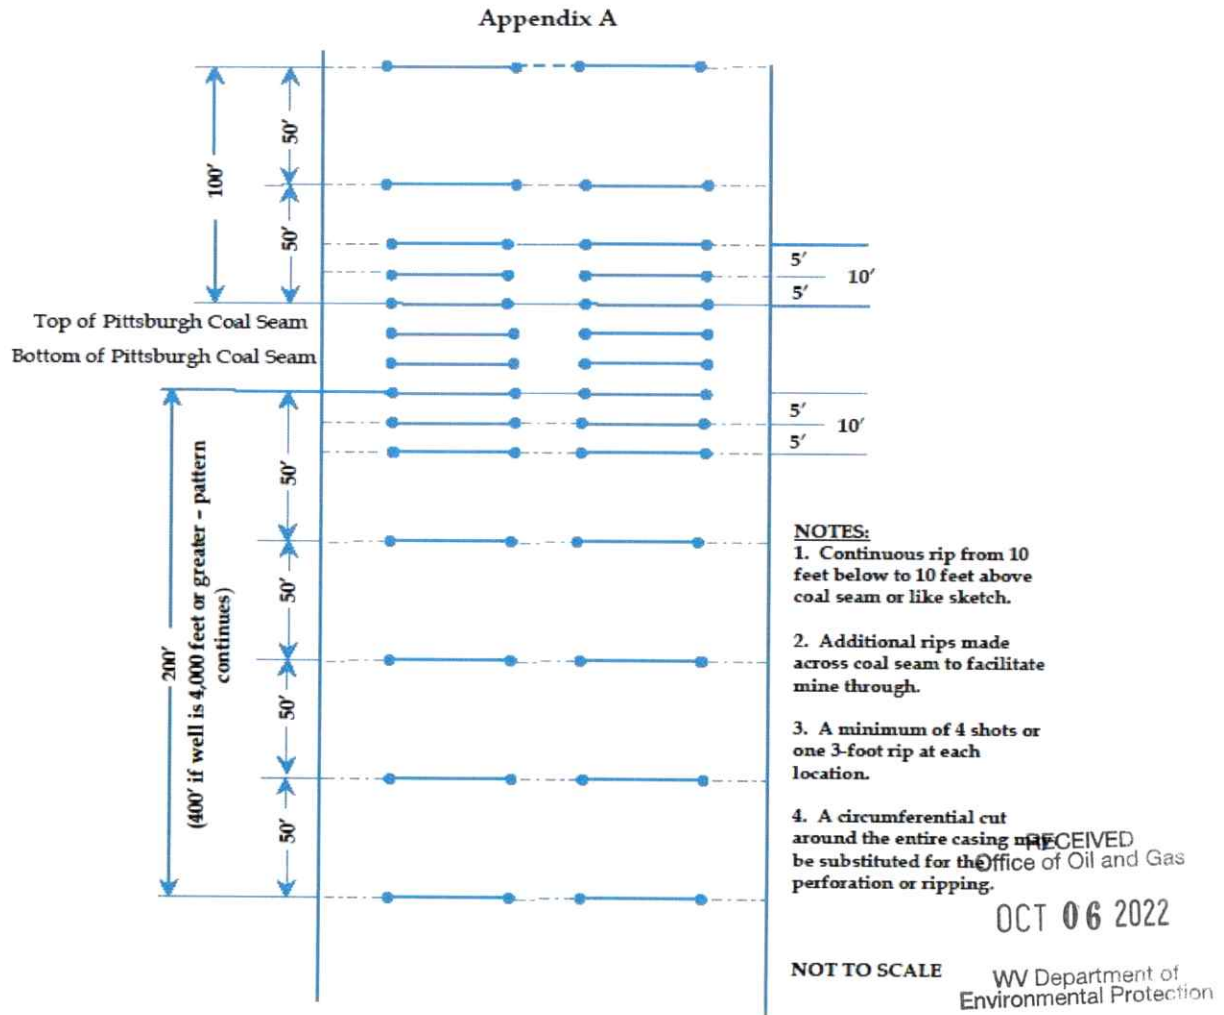 Appendix A
50'
100'
50'
5'
10'
5'
Top of Pittsburgh Coal Seam
Bottom of Pittsburgh Coal Seam
5'
10'
5'
50'
200'
(400' if well is 4,000 feet or greater – pattern
continues)
50'
50'
50'
NOTES:
1. Continuous rip from 10
feet below to 10 feet above
coal seam or like sketch.
2. Additional rips made
across coal seam to facilitate
mine through.
3. A minimum of 4 shots or
one 3-foot rip at each
location.
4. A circumferential cut
around the entire casing may
be substituted for the
perforation or ripping.
RECEIVED
Office of Oil and Gas
OCT 06 2022
WV Department of
Environmental Protection
NOT TO SCALE